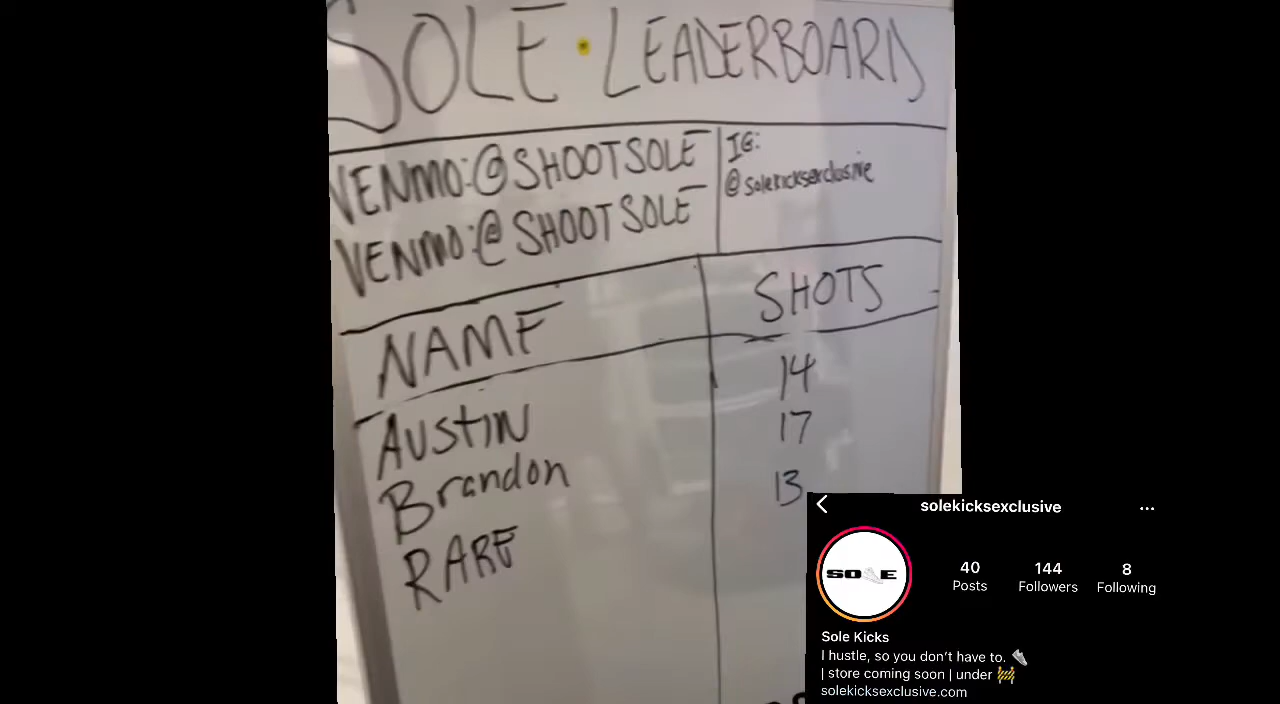 SOLE • LEADERBOARD
VENMO:@SHOOTSOLE
VENMO:@SHOOTSOLE
IG:
@solekicksexclusive
NAME SHOTS
AUSTIN 14
Brandon 17
RARE 13
solekicksexclusive
SOLE
40 144 8
Posts Followers Following
Sole Kicks
I hustle, so you don’t have to. 👟
| store coming soon | under 🚧
solekicksexclusive.com